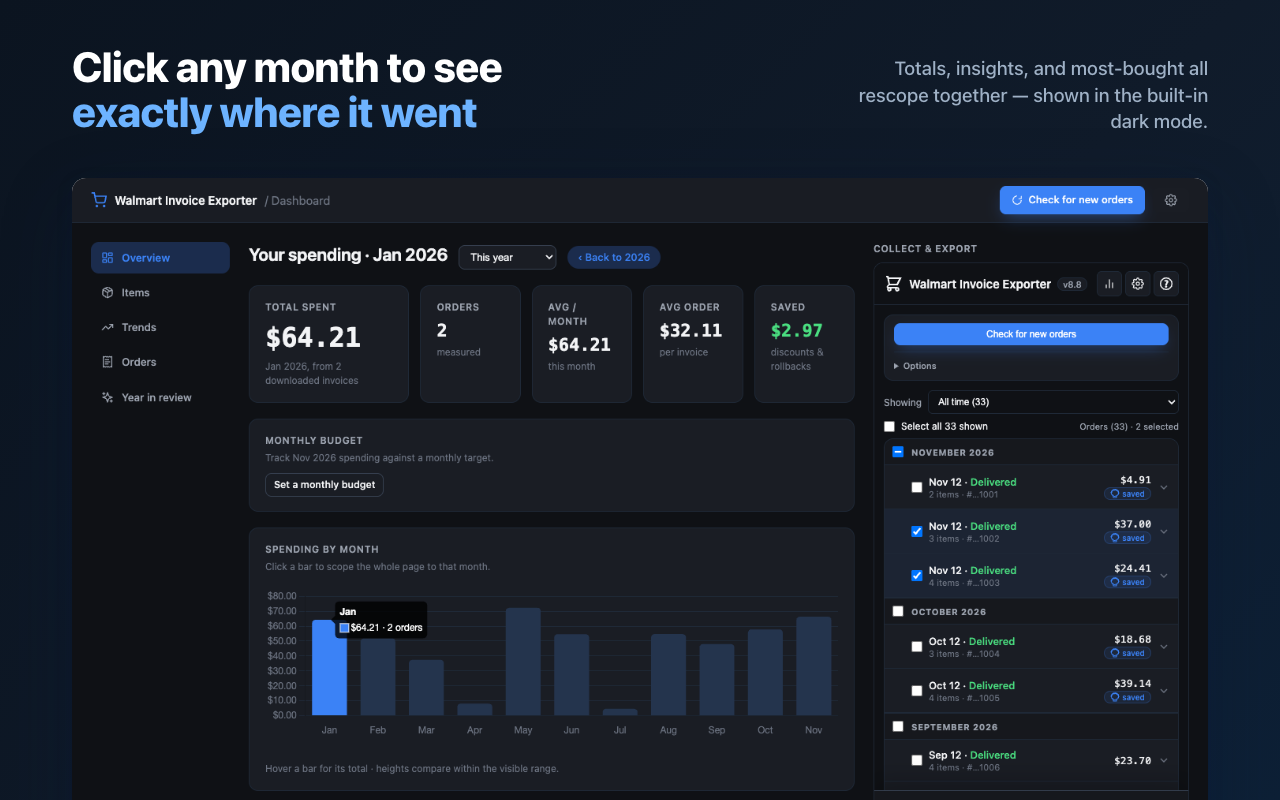 Click any month to see
exactly where it went
Totals, insights, and most-bought all
rescope together — shown in the built-in
dark mode.
Walmart Invoice Exporter / Dashboard
Check for new orders
Overview
Items
Trends
Orders
Year in review
Your spending · Jan 2026
This year
‹ Back to 2026
TOTAL SPENT
$64.21
Jan 2026, from 2
downloaded invoices
ORDERS
2
measured
AVG /
MONTH
$64.21
this month
AVG ORDER
$32.11
per invoice
SAVED
$2.97
discounts &
rollbacks
MONTHLY BUDGET
Track Nov 2026 spending against a monthly target.
Set a monthly budget
SPENDING BY MONTH
Click a bar to scope the whole page to that month.
$80.00
$70.00
$60.00
$50.00
$40.00
$30.00
$20.00
$10.00
$0.00
Jan
$64.21 · 2 orders
Jan Feb Mar Apr May Jun Jul Aug Sep Oct Nov
Hover a bar for its total · heights compare within the visible range.
COLLECT & EXPORT
Walmart Invoice Exporter v6.8
Check for new orders
Options
Showing All time (33)
Select all 33 shown Orders (33) · 2 selected
NOVEMBER 2026
Nov 12 · Delivered $4.91
2 items · #…1001 saved
Nov 12 · Delivered $37.00
3 items · #…1002 saved
Nov 12 · Delivered $24.41
4 items · #…1003 saved
OCTOBER 2026
Oct 12 · Delivered $18.68
3 items · #…1004 saved
Oct 12 · Delivered $39.14
4 items · #…1005 saved
SEPTEMBER 2026
Sep 12 · Delivered $23.70
4 items · #…1006